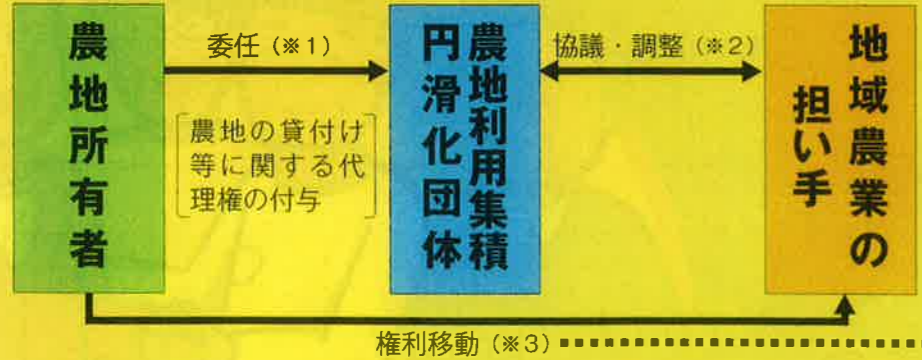 農地所有者
委任（※1）
農地の貸付け
等に関する代
理権の付与
農地利用集積
円滑化団体
協議・調整（※2）
地域農業の
担い手
権利移動（※3）